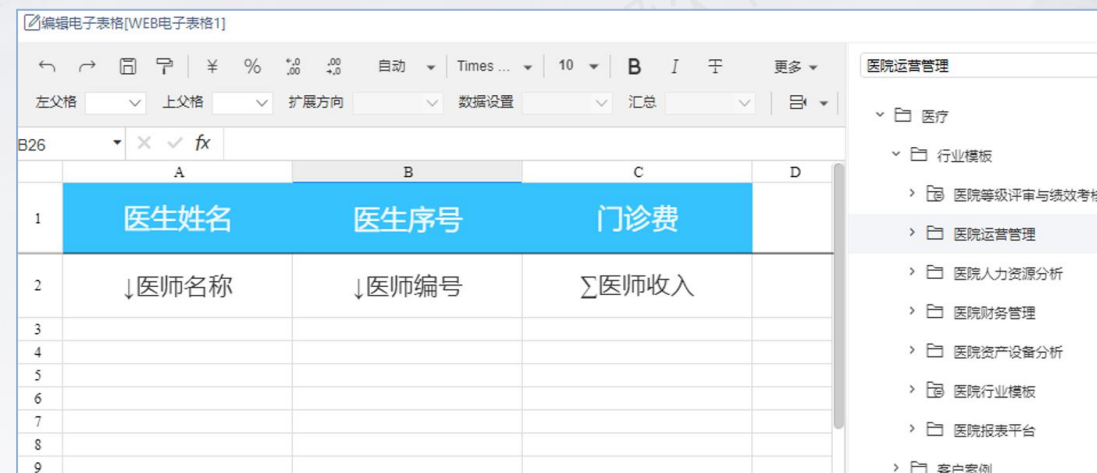 编辑电子表格[WEB电子表格1]
¥ % 自动 Times ... 10 B I 更多
左父格 上父格 扩展方向 数据设置 汇总
B26 fx
A B C D
1 医生姓名 医生序号 门诊费
2 ↓医师名称 ↓医师编号 ∑医师收入
3
4
5
6
7
8
9
医院运营管理
医疗
行业模板
医院等级评审与绩效考核
医院运营管理
医院人力资源分析
医院财务管理
医院资产设备分析
医院行业模板
医院报表平台
客户案例